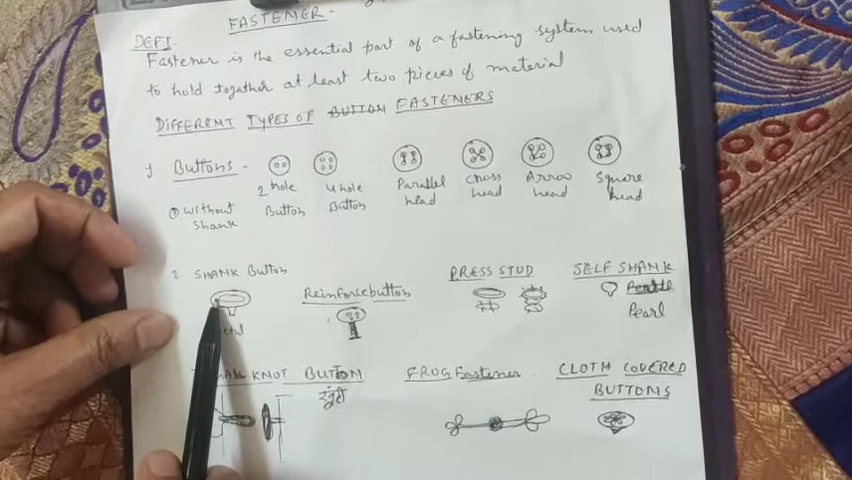 FASTENER-
DEFI.
Fastener is the essential part of a fastening system used
to hold together at least two pieces of material
DIFFERENT TYPES OF BUTTON FASTENERS
1) Buttons -
2 hole Button
4 hole Button
Parallel head
Cross head
Arrow head
Square head
① without shank
2. SHANK Button
Reinforce button
PRESS STUD
SELF SHANK
Pearl
KNOT BUTTON
FROG Fastener.
CLOTH COVERED
BUTTONS